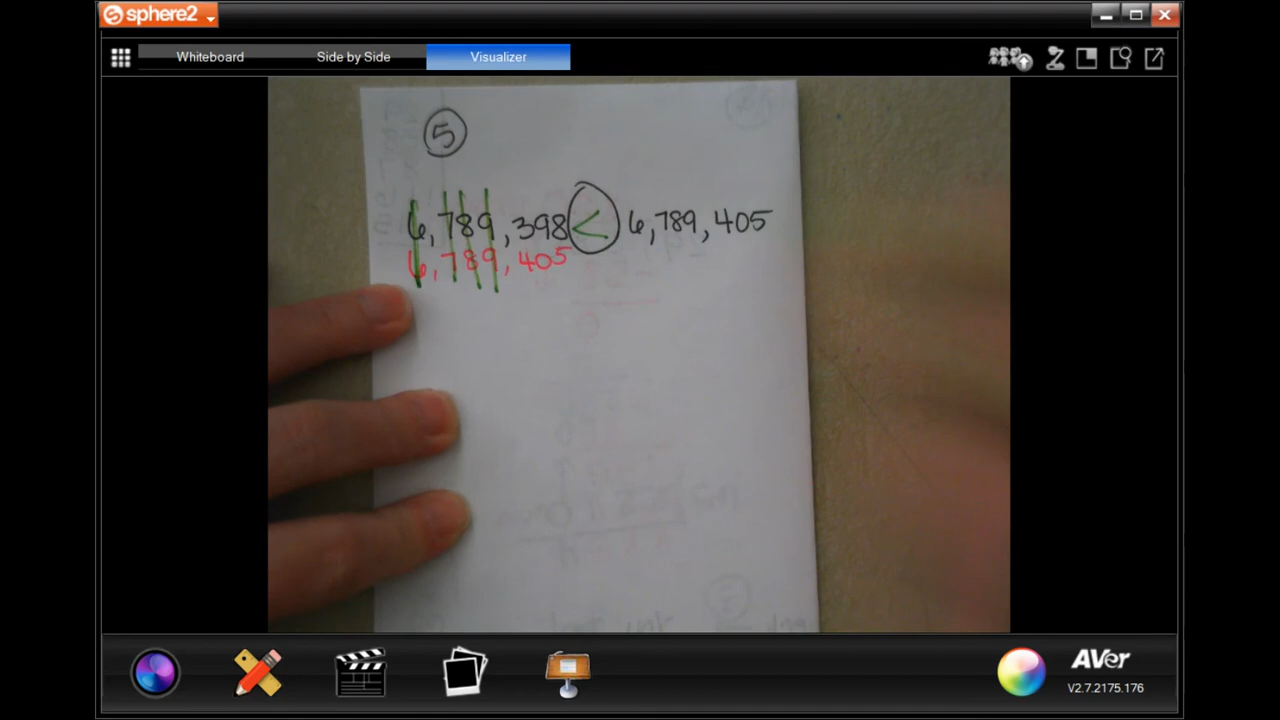 sphere2
Whiteboard Side by Side Visualizer
5
6,789,398 < 6,789,405
6,789,405
AVer
V2.7.2175.176